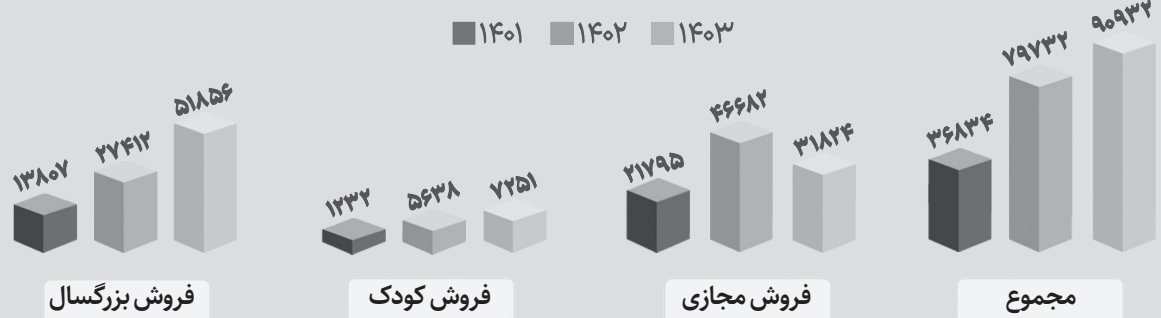 ۱۴۰۱ ۱۴۰۲ ۱۴۰۳
۳۶۸۳۴ ۷۹۷۳۲ ۹۰۹۳۲
مجموع
۲۱۷۹۵ ۴۶۶۸۲ ۳۱۸۲۴
فروش مجازی
۱۲۳۲ ۵۶۳۸ ۷۲۵۱
فروش کودک
۱۳۸۰۷ ۲۷۴۱۲ ۵۱۸۵۶
فروش بزرگسال